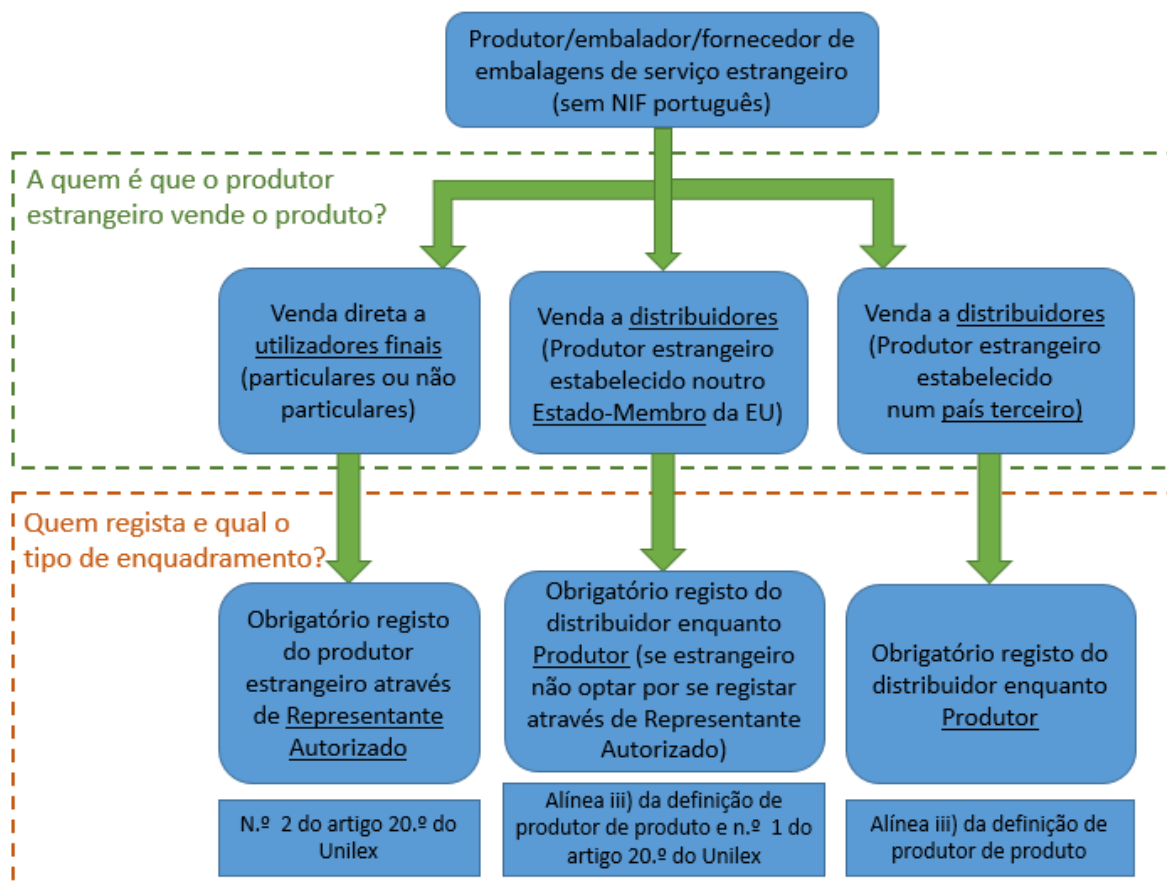 Produtor/embalador/fornecedor de
embalagens de serviço estrangeiro
(sem NIF português)
A quem é que o produtor
estrangeiro vende o produto?
Venda direta a
utilizadores finais
(particulares ou não
particulares)
Venda a distribuidores
(Produtor estrangeiro
estabelecido noutro
Estado-Membro da EU)
Venda a distribuidores
(Produtor estrangeiro
estabelecido
num país terceiro)
Quem regista e qual o
tipo de enquadramento?
Obrigatório registo
do produtor
estrangeiro através
de Representante
Autorizado
Obrigatório registo do
distribuidor enquanto
Produtor (se estrangeiro
não optar por se registar
através de Representante
Autorizado)
Obrigatório registo do
distribuidor enquanto
Produtor
N.º 2 do artigo 20.º do
Unilex
Alínea iii) da definição de
produtor de produto e n.º 1 do
artigo 20.º do Unilex
Alínea iii) da definição de
produtor de produto